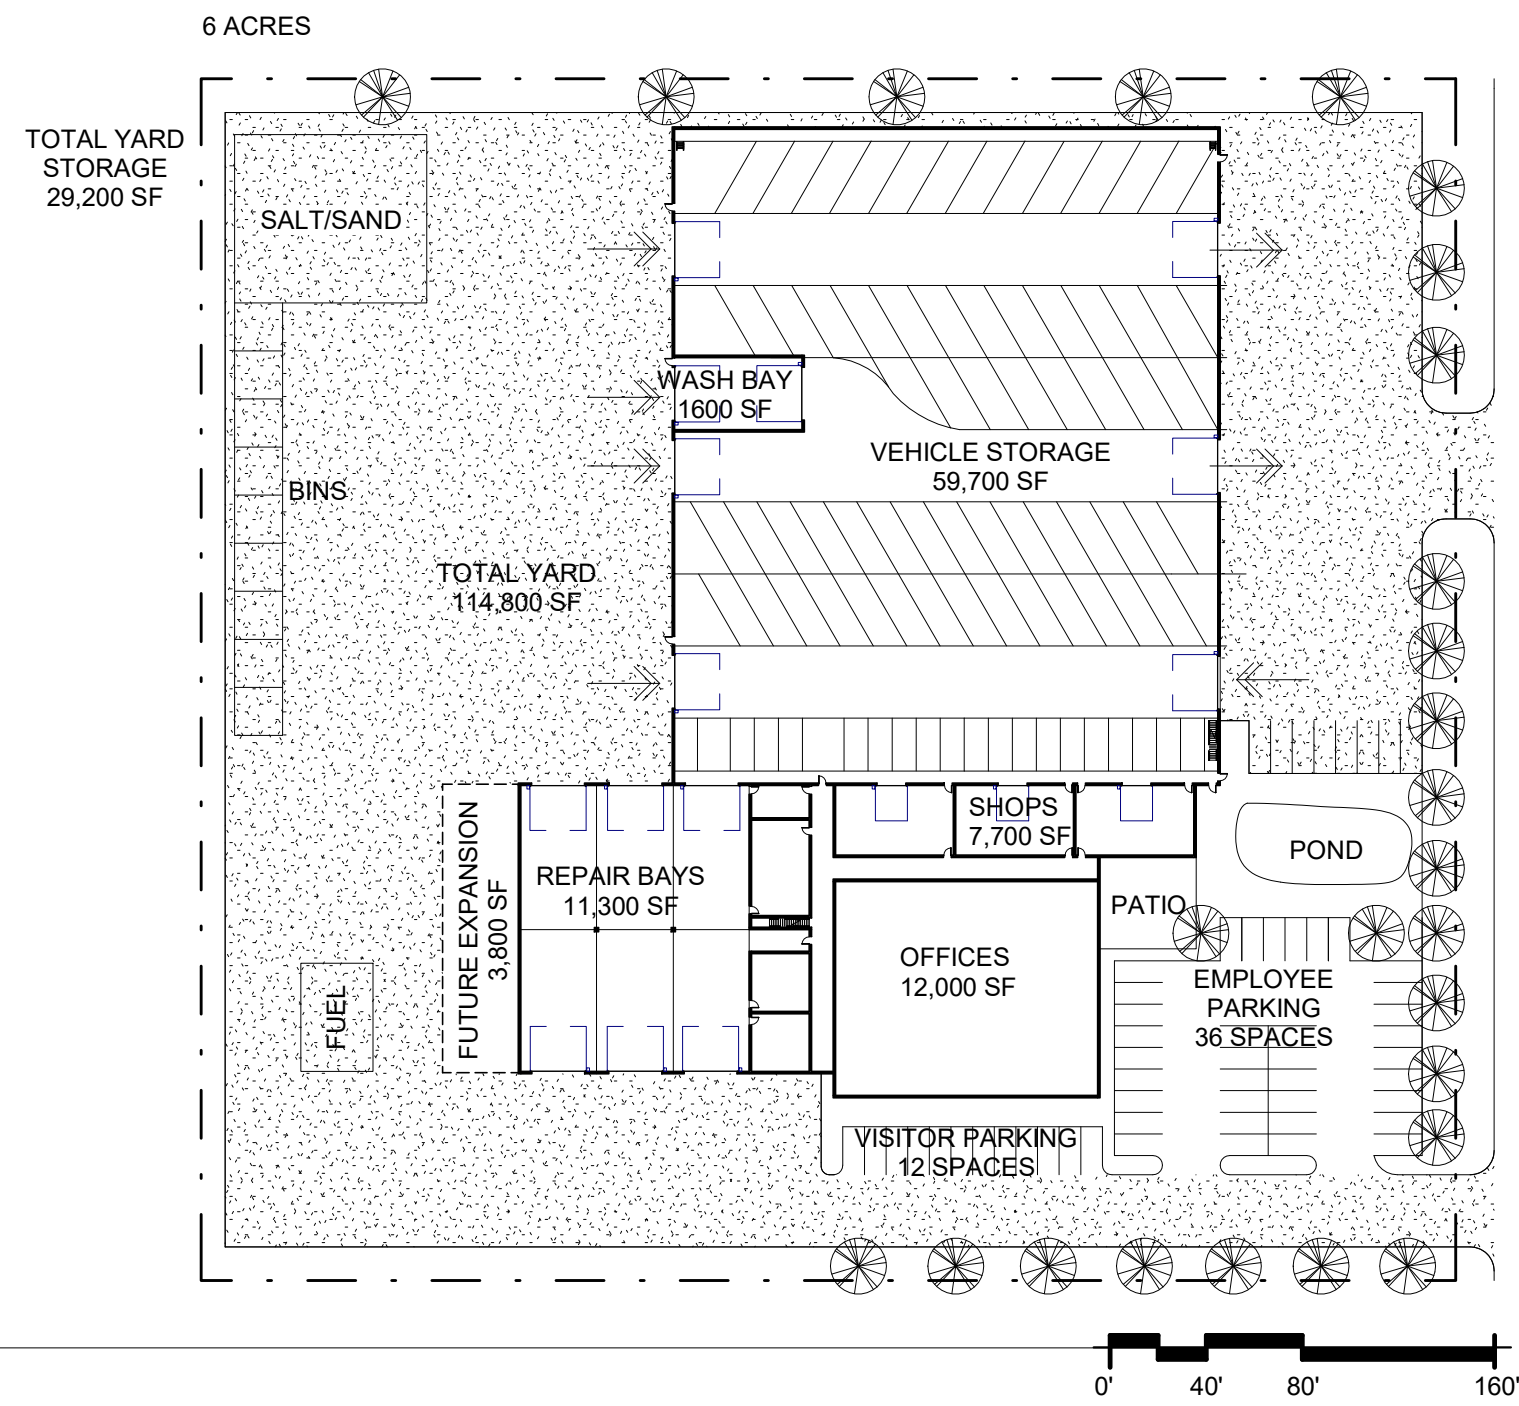 6 ACRES
TOTAL YARD
STORAGE
29,200 SF
SALT/SAND
WASH BAY
1600 SF
VEHICLE STORAGE
59,700 SF
BINS
TOTAL YARD
114,800 SF
FUTURE EXPANSION
3,800 SF
REPAIR BAYS
11,300 SF
SHOPS
7,700 SF
POND
PATIO
OFFICES
12,000 SF
EMPLOYEE
PARKING
36 SPACES
FUEL
VISITOR PARKING
12 SPACES
0' 40' 80' 160'